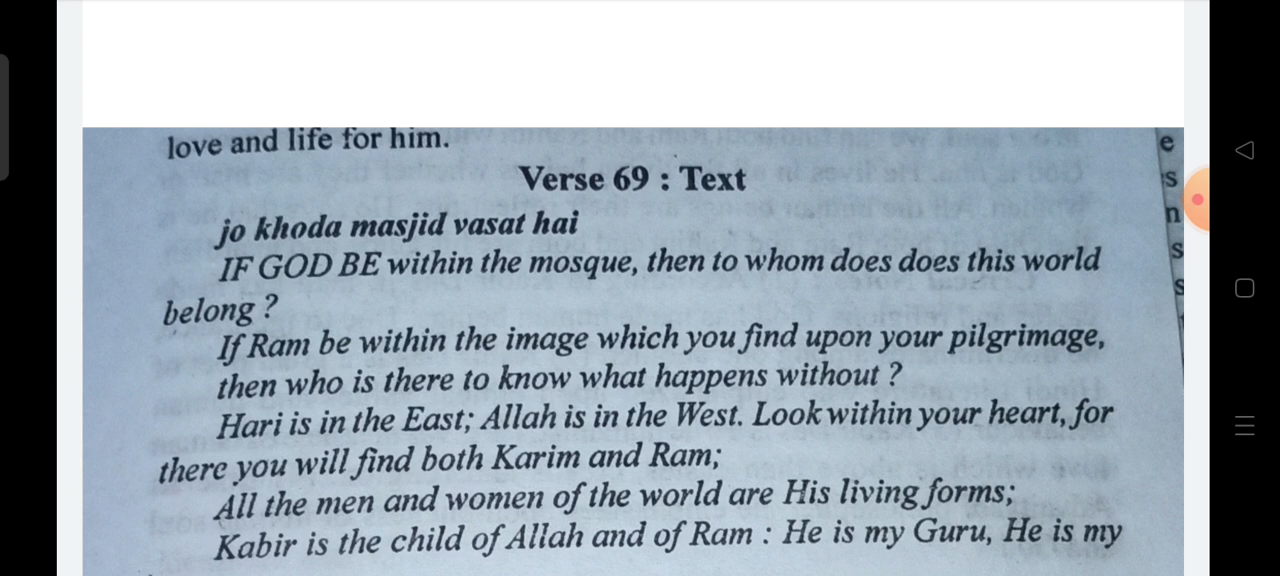 love and life for him.
Verse 69 : Text
jo khoda masjid vasat hai
IF GOD BE within the mosque, then to whom does does this world
belong ?
If Ram be within the image which you find upon your pilgrimage,
then who is there to know what happens without ?
Hari is in the East; Allah is in the West. Look within your heart, for
there you will find both Karim and Ram;
All the men and women of the world are His living forms;
Kabir is the child of Allah and of Ram : He is my Guru, He is my
e
s
n
s
s